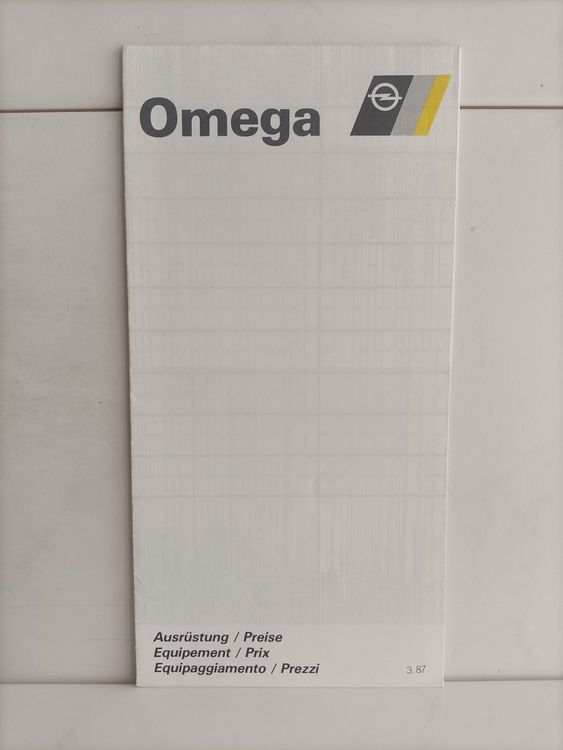 Omega
Ausrüstung / Preise
Equipement / Prix
Equipaggiamento / Prezzi
3. 87